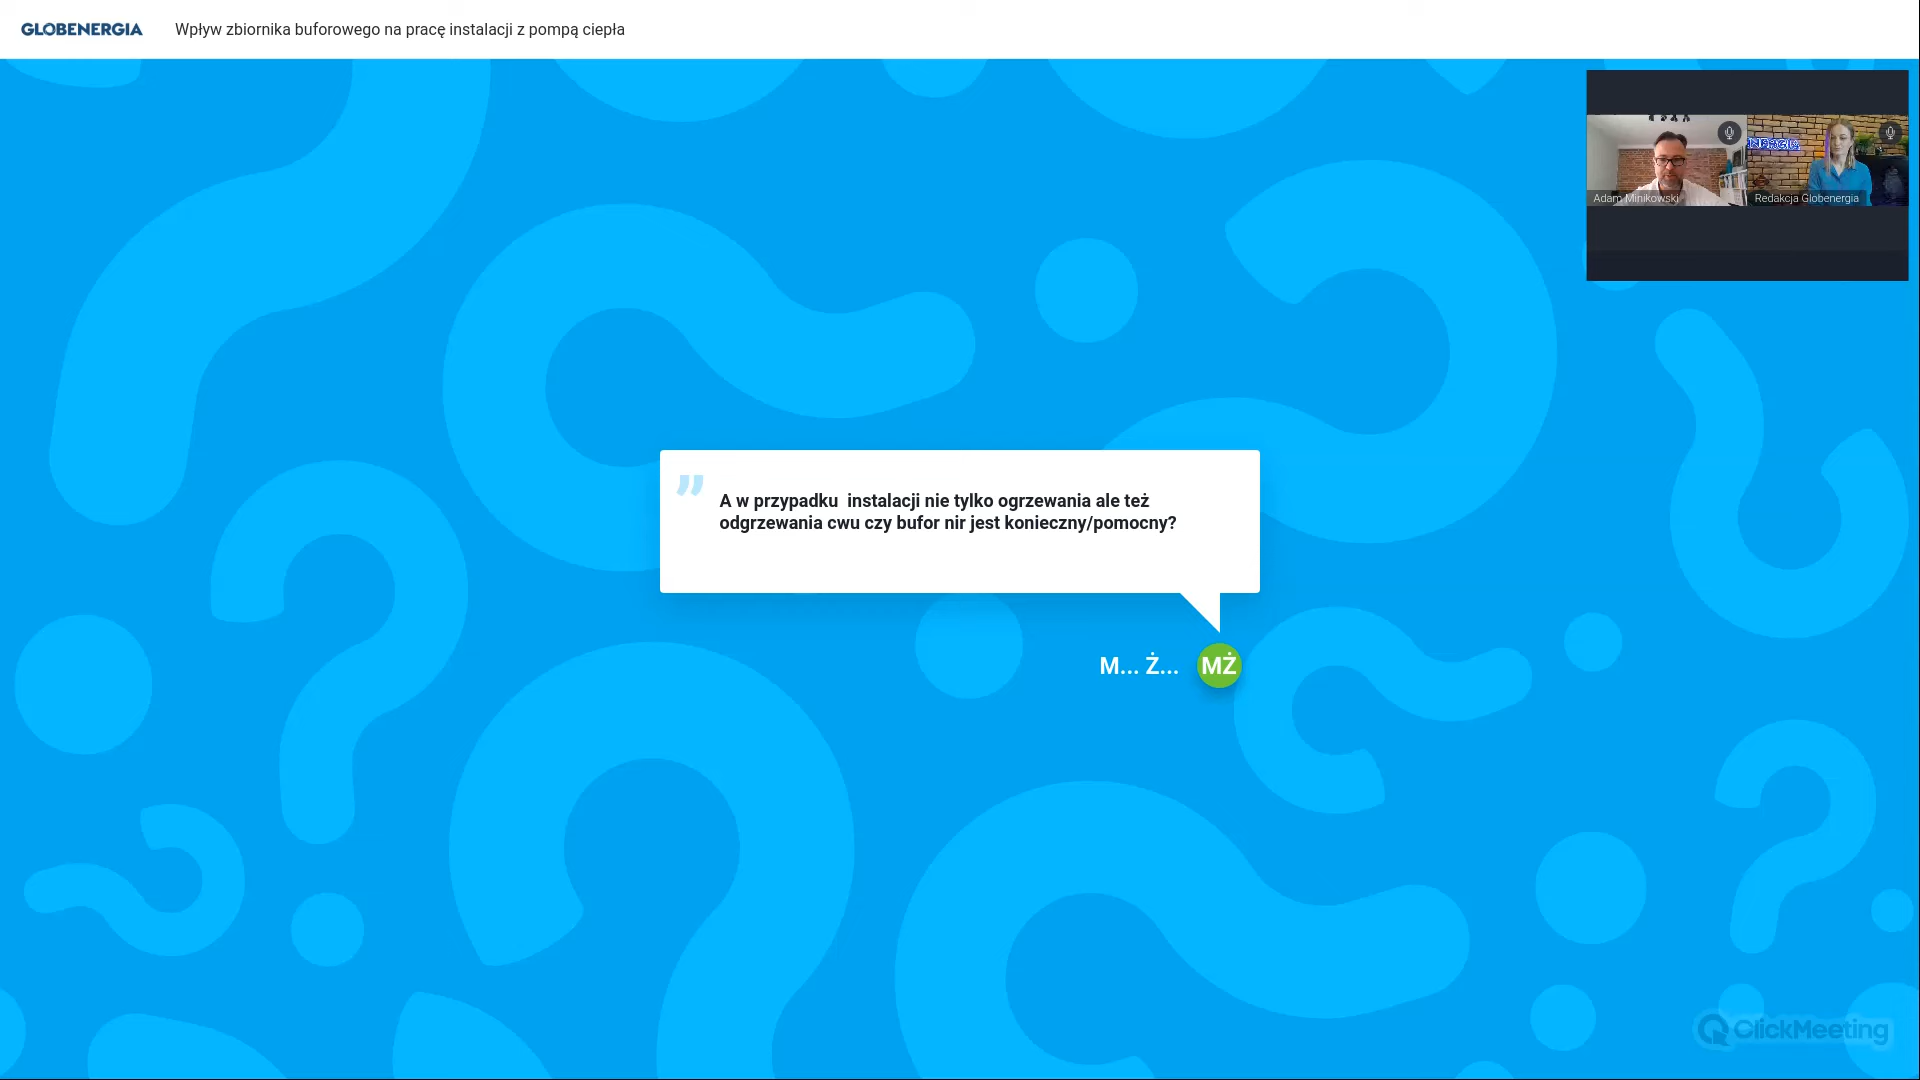 GLOBENERGIA
Wpływ zbiornika buforowego na pracę instalacji z pompą ciepła
NERGIA
Adam Minikowski
Redakcja Globenergia
A w przypadku  instalacji nie tylko ogrzewania ale też
odgrzewania cwu czy bufor nir jest konieczny/pomocny?
M... Ż...
MŻ
ClickMeeting